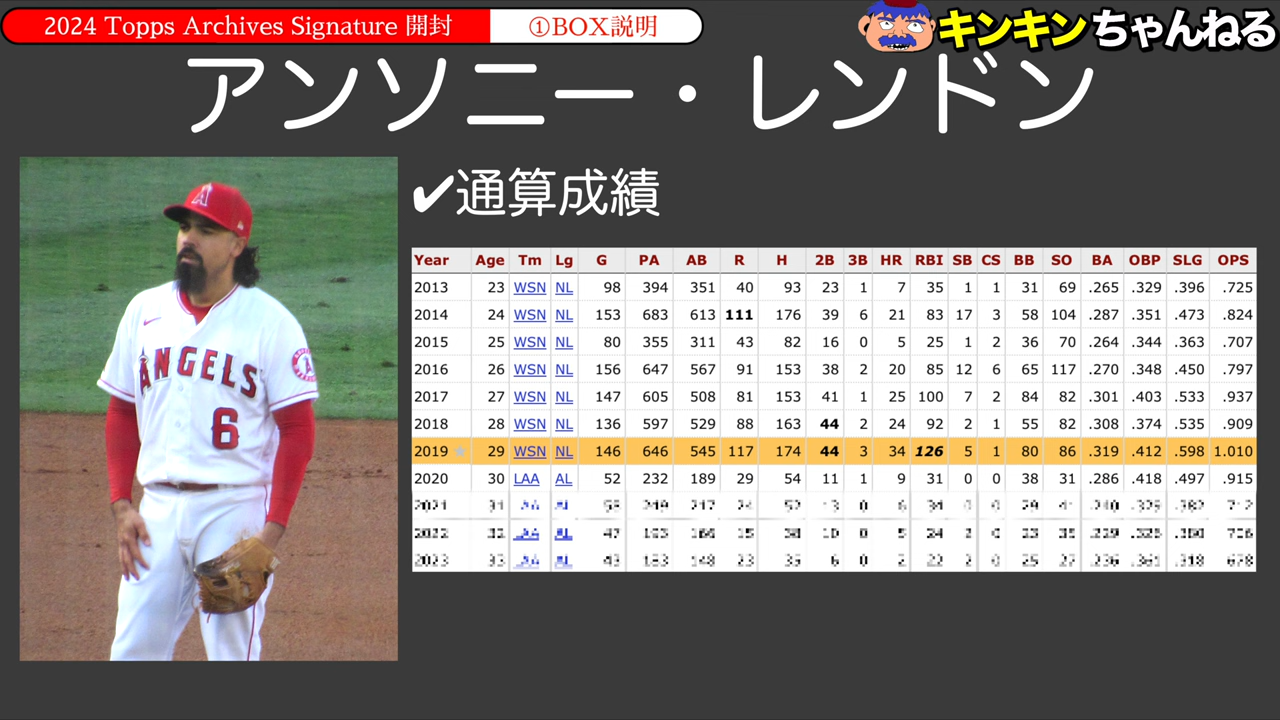 2024 Topps Archives Signature 開封 ①BOX説明
キンキンちゃんねる
アンソニー・レンドン
✔通算成績
Year Age Tm Lg G PA AB R H 2B 3B HR RBI SB CS BB SO BA OBP SLG OPS
2013 23 WSN NL 98 394 351 40 93 23 1 7 35 1 1 31 69 .265 .329 .396 .725
2014 24 WSN NL 153 683 613 111 176 39 6 21 83 17 3 58 104 .287 .351 .473 .824
2015 25 WSN NL 80 355 311 43 82 16 0 5 25 1 2 36 70 .264 .344 .363 .707
2016 26 WSN NL 156 647 567 91 153 38 2 20 85 12 6 65 117 .270 .348 .450 .797
2017 27 WSN NL 147 605 508 81 153 41 1 25 100 7 2 84 82 .301 .403 .533 .937
2018 28 WSN NL 136 597 529 88 163 44 2 24 92 2 1 55 82 .308 .374 .535 .909
2019 29 WSN NL 146 646 545 117 174 44 3 34 126 5 1 80 86 .319 .412 .598 1.010
2020 30 LAA AL 52 232 189 29 54 11 1 9 31 0 0 38 31 .286 .418 .497 .915
ANGELS
6